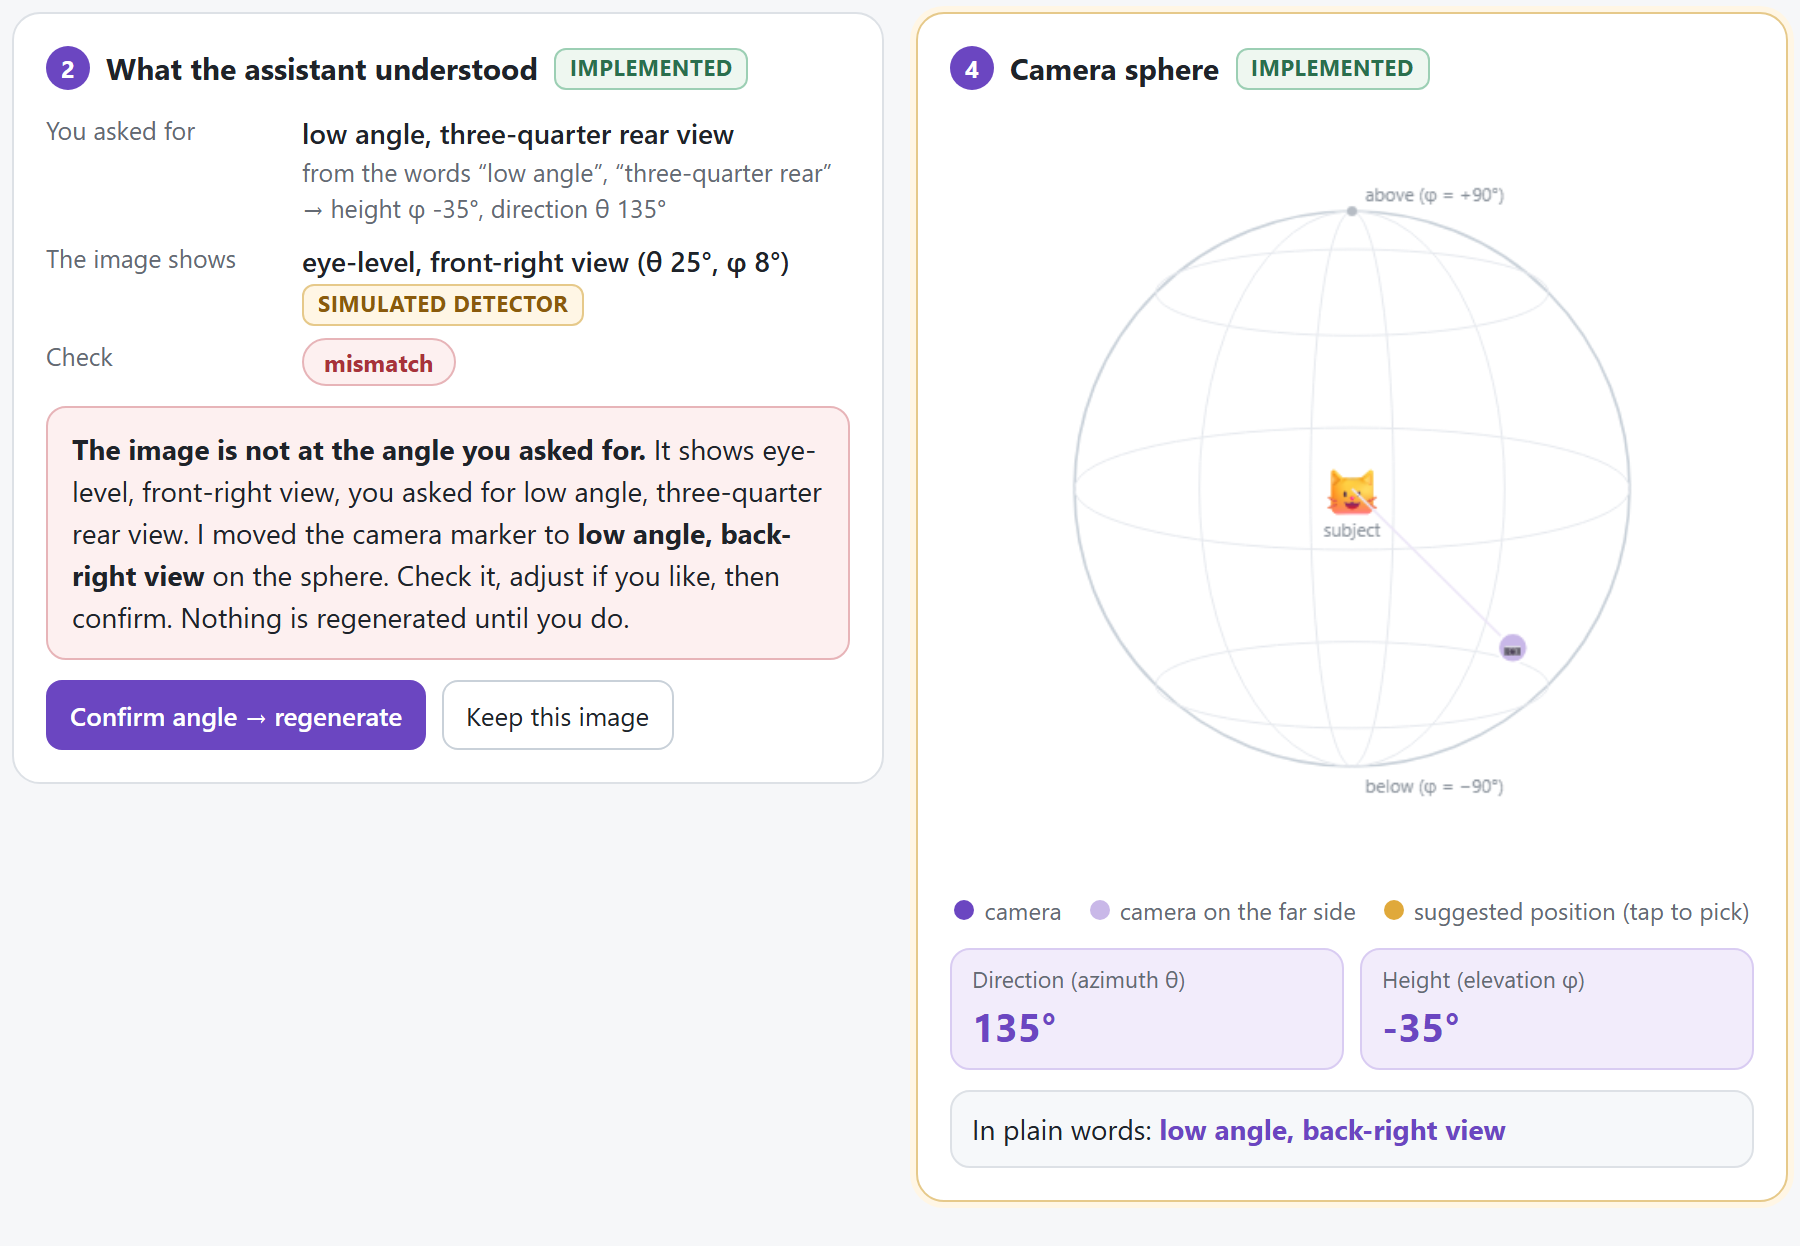 2 What the assistant understood IMPLEMENTED
You asked for
low angle, three-quarter rear view
from the words “low angle”, “three-quarter rear”
→ height φ -35°, direction θ 135°
The image shows
eye-level, front-right view (θ 25°, φ 8°)
SIMULATED DETECTOR
Check
mismatch
The image is not at the angle you asked for. It shows eye-
level, front-right view, you asked for low angle, three-quarter
rear view. I moved the camera marker to low angle, back-
right view on the sphere. Check it, adjust if you like, then
confirm. Nothing is regenerated until you do.
Confirm angle → regenerate
Keep this image
4 Camera sphere IMPLEMENTED
above (φ = +90°)
subject
below (φ = −90°)
camera
camera on the far side
suggested position (tap to pick)
Direction (azimuth θ)
135°
Height (elevation φ)
-35°
In plain words: low angle, back-right view